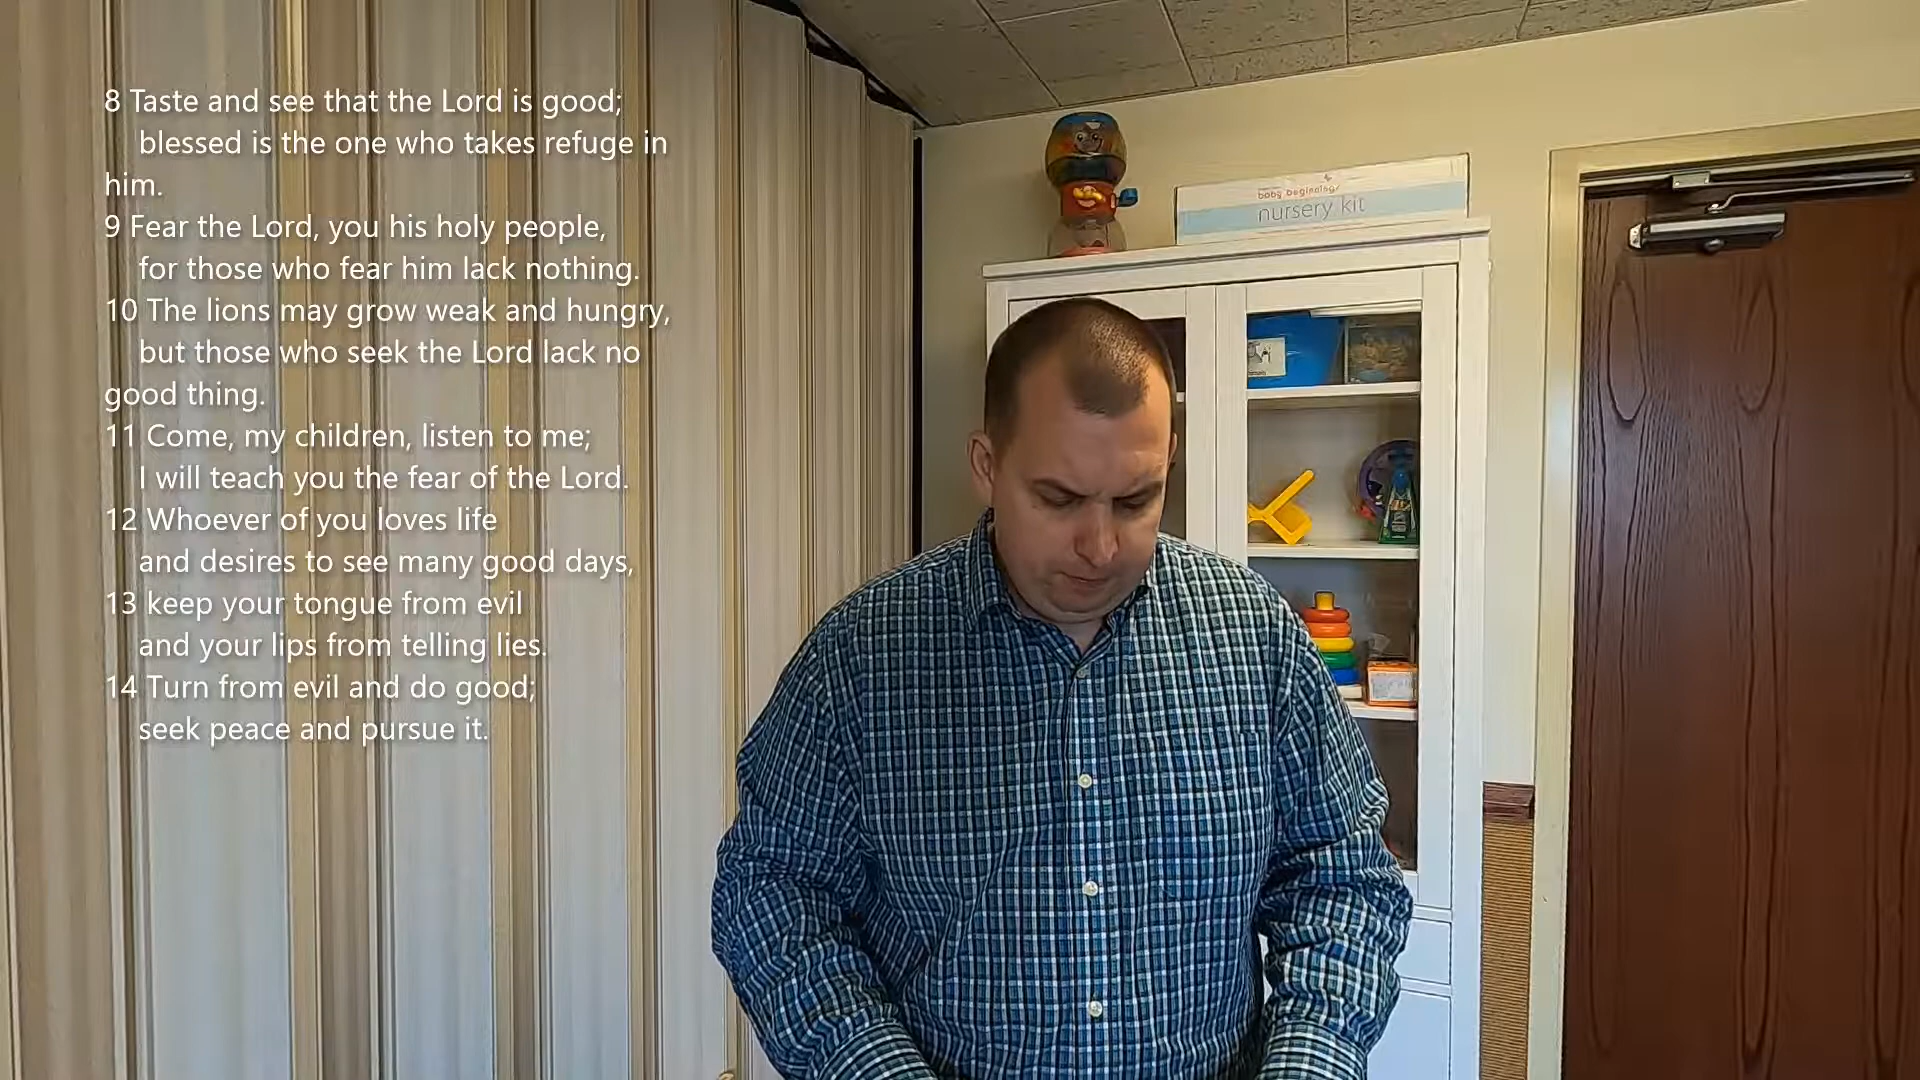 8 Taste and see that the Lord is good;
blessed is the one who takes refuge in
him.
9 Fear the Lord, you his holy people,
for those who fear him lack nothing.
10 The lions may grow weak and hungry,
but those who seek the Lord lack no
good thing.
11 Come, my children, listen to me;
I will teach you the fear of the Lord.
12 Whoever of you loves life
and desires to see many good days,
13 keep your tongue from evil
and your lips from telling lies.
14 Turn from evil and do good;
seek peace and pursue it.
baby beginnings
nursery kit